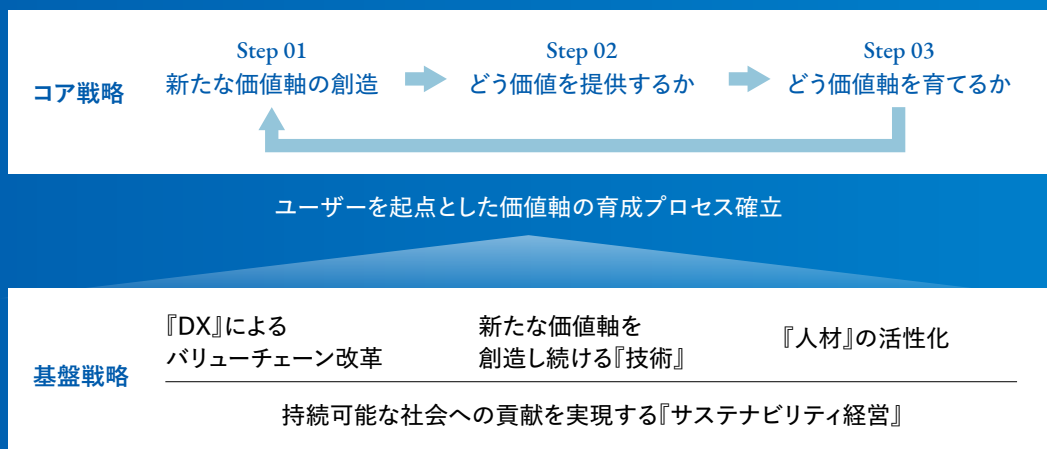 コア戦略
Step 01
新たな価値軸の創造
Step 02
どう価値を提供するか
Step 03
どう価値軸を育てるか
ユーザーを起点とした価値軸の育成プロセス確立
基盤戦略
『DX』による
バリューチェーン改革
新たな価値軸を
創造し続ける『技術』
『人材』の活性化
持続可能な社会への貢献を実現する『サステナビリティ経営』